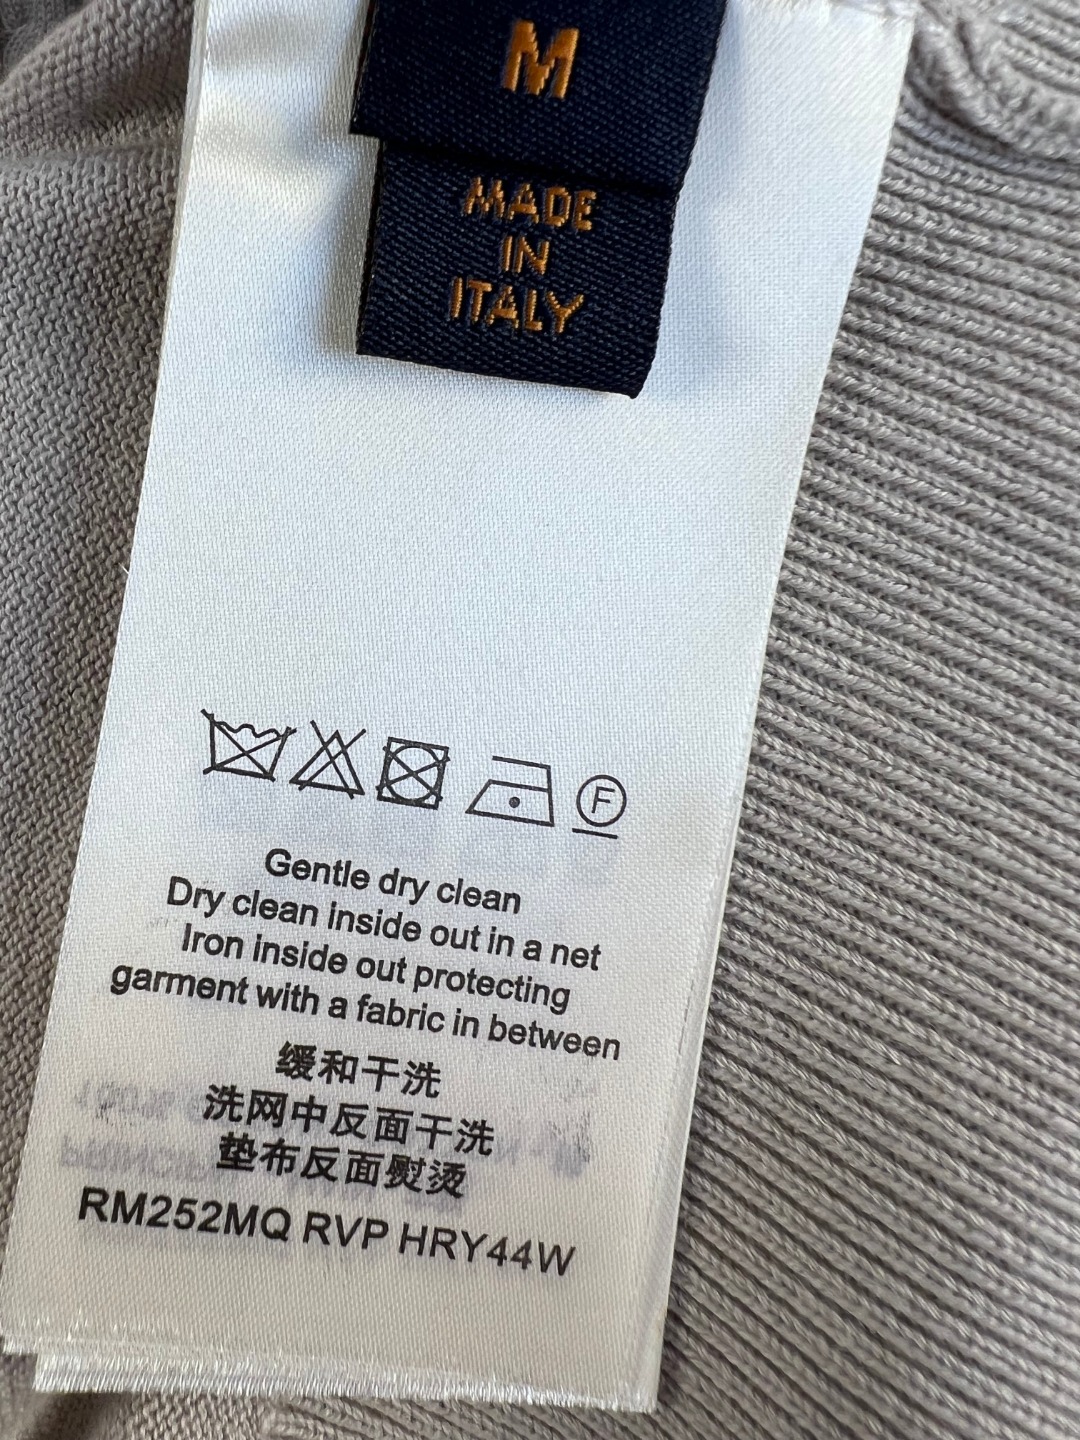 M
MADE
IN
ITALY
F
Gentle dry clean
Dry clean inside out in a net
Iron inside out protecting
garment with a fabric in between
缓和干洗
洗网中反面干洗
垫布反面熨烫
RM252MQ RVP HRY44W